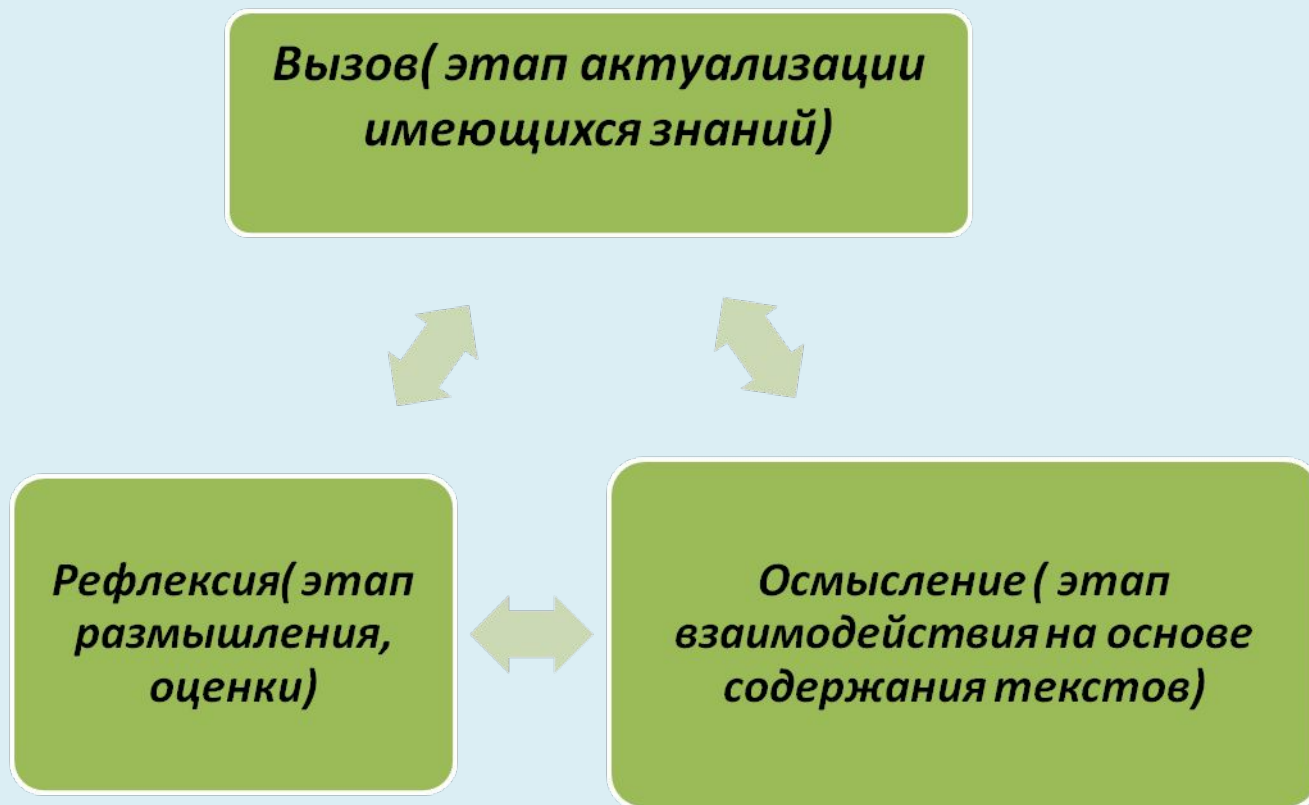 Вызов( этап актуализации
имеющихся знаний)
Рефлексия( этап
размышления,
оценки)
Осмысление ( этап
взаимодействия на основе
содержания текстов)